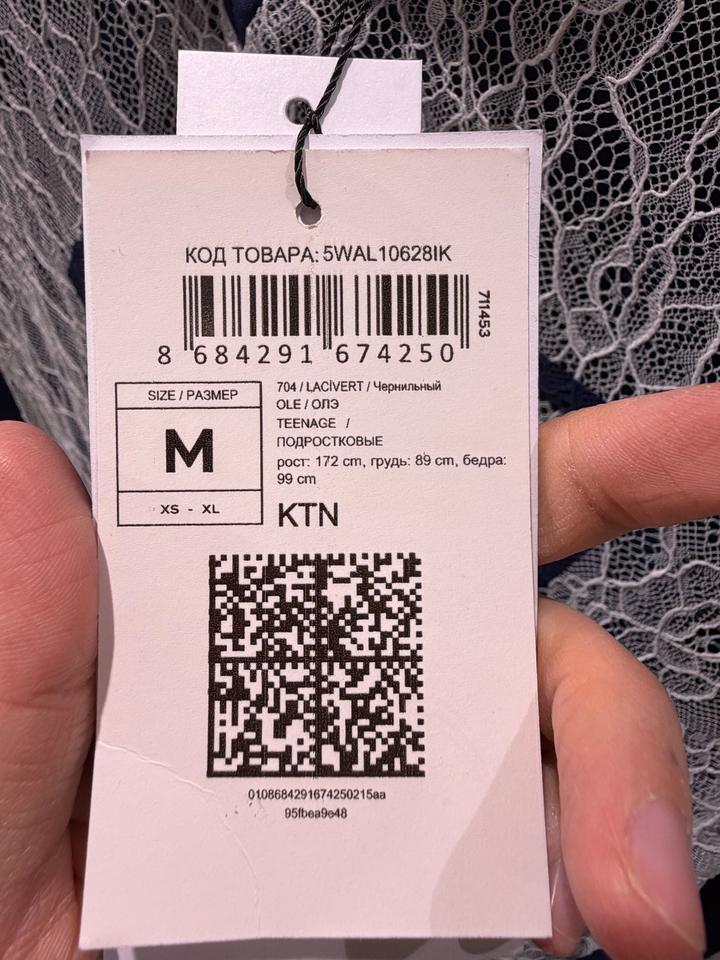 КОД ТОВАРА: 5WAL10628IK
711453
8 684291 674250
SIZE / РАЗМЕР
M
XS - XL
704 / LACİVERT / Чернильный
OLE / ОЛЭ
TEENAGE /
ПОДРОСТКОВЫЕ
рост: 172 cm, грудь: 89 cm, бедра:
99 cm
KTN
0108684291674250215aa
95fbea9e48